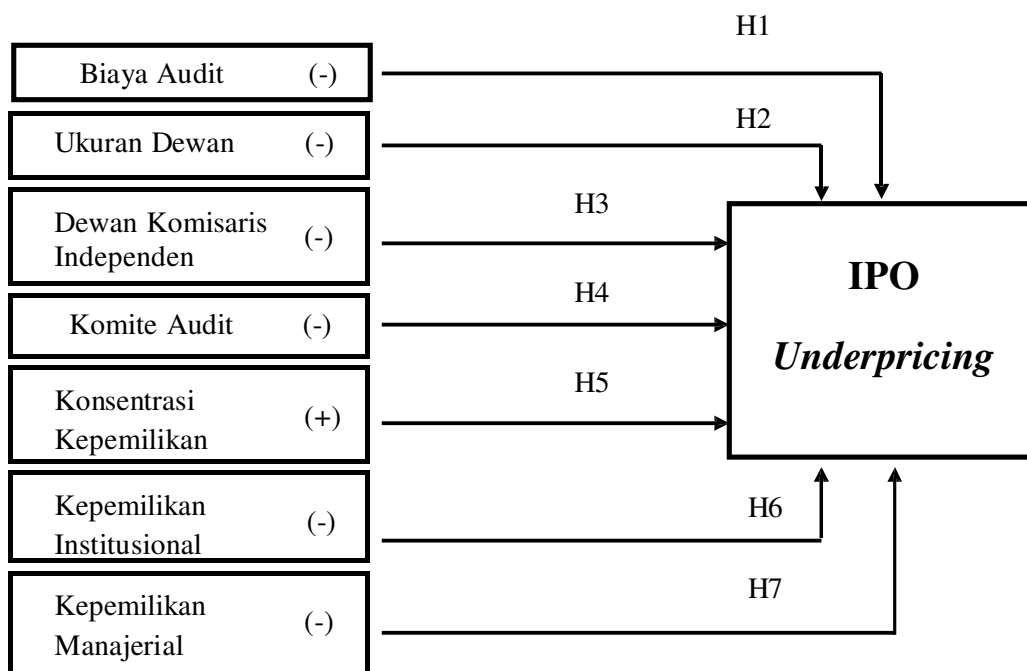 H1
Biaya Audit (-)
H2
Ukuran Dewan (-)
H3
Dewan Komisaris
Independen (-)
H4
Komite Audit (-)
H5
Konsentrasi
Kepemilikan (+)
H6
Kepemilikan
Institusional (-)
H7
Kepemilikan
Manajerial (-)
IPO
Underpricing